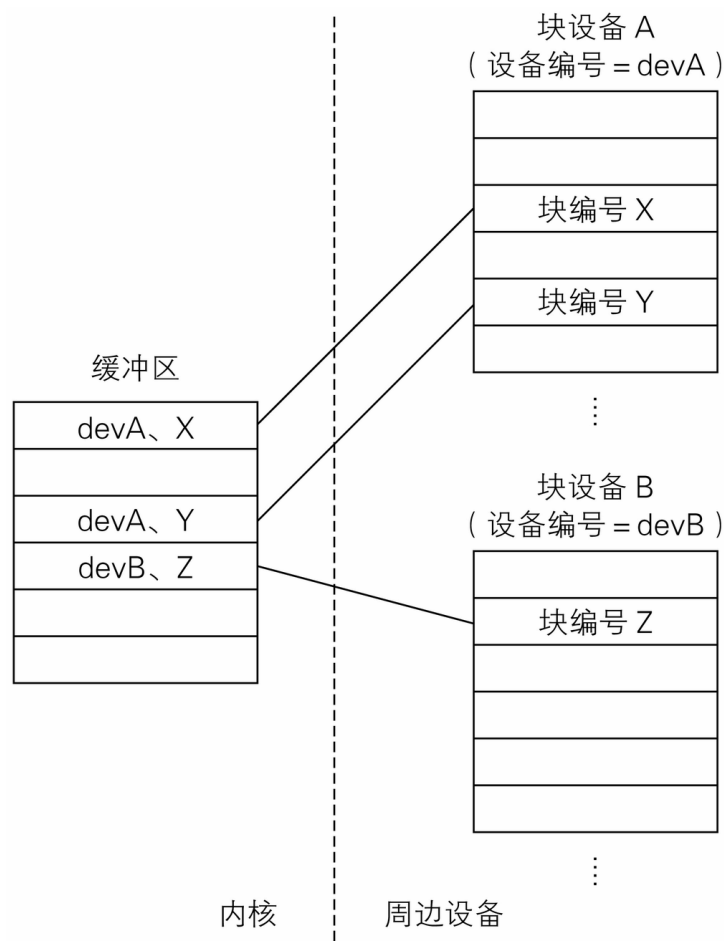 块设备 A
（设备编号 = devA）
块编号 X
块编号 Y
⋮
缓冲区
devA、X
devA、Y
devB、Z
块设备 B
（设备编号 = devB）
块编号 Z
⋮
内核
周边设备